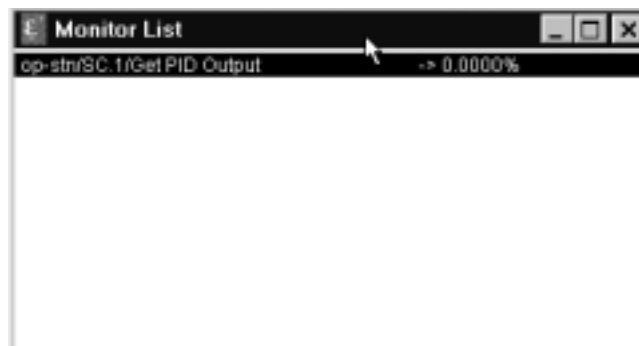 Monitor List
op-stn/SC.1/Get PID Output -> 0.0000%